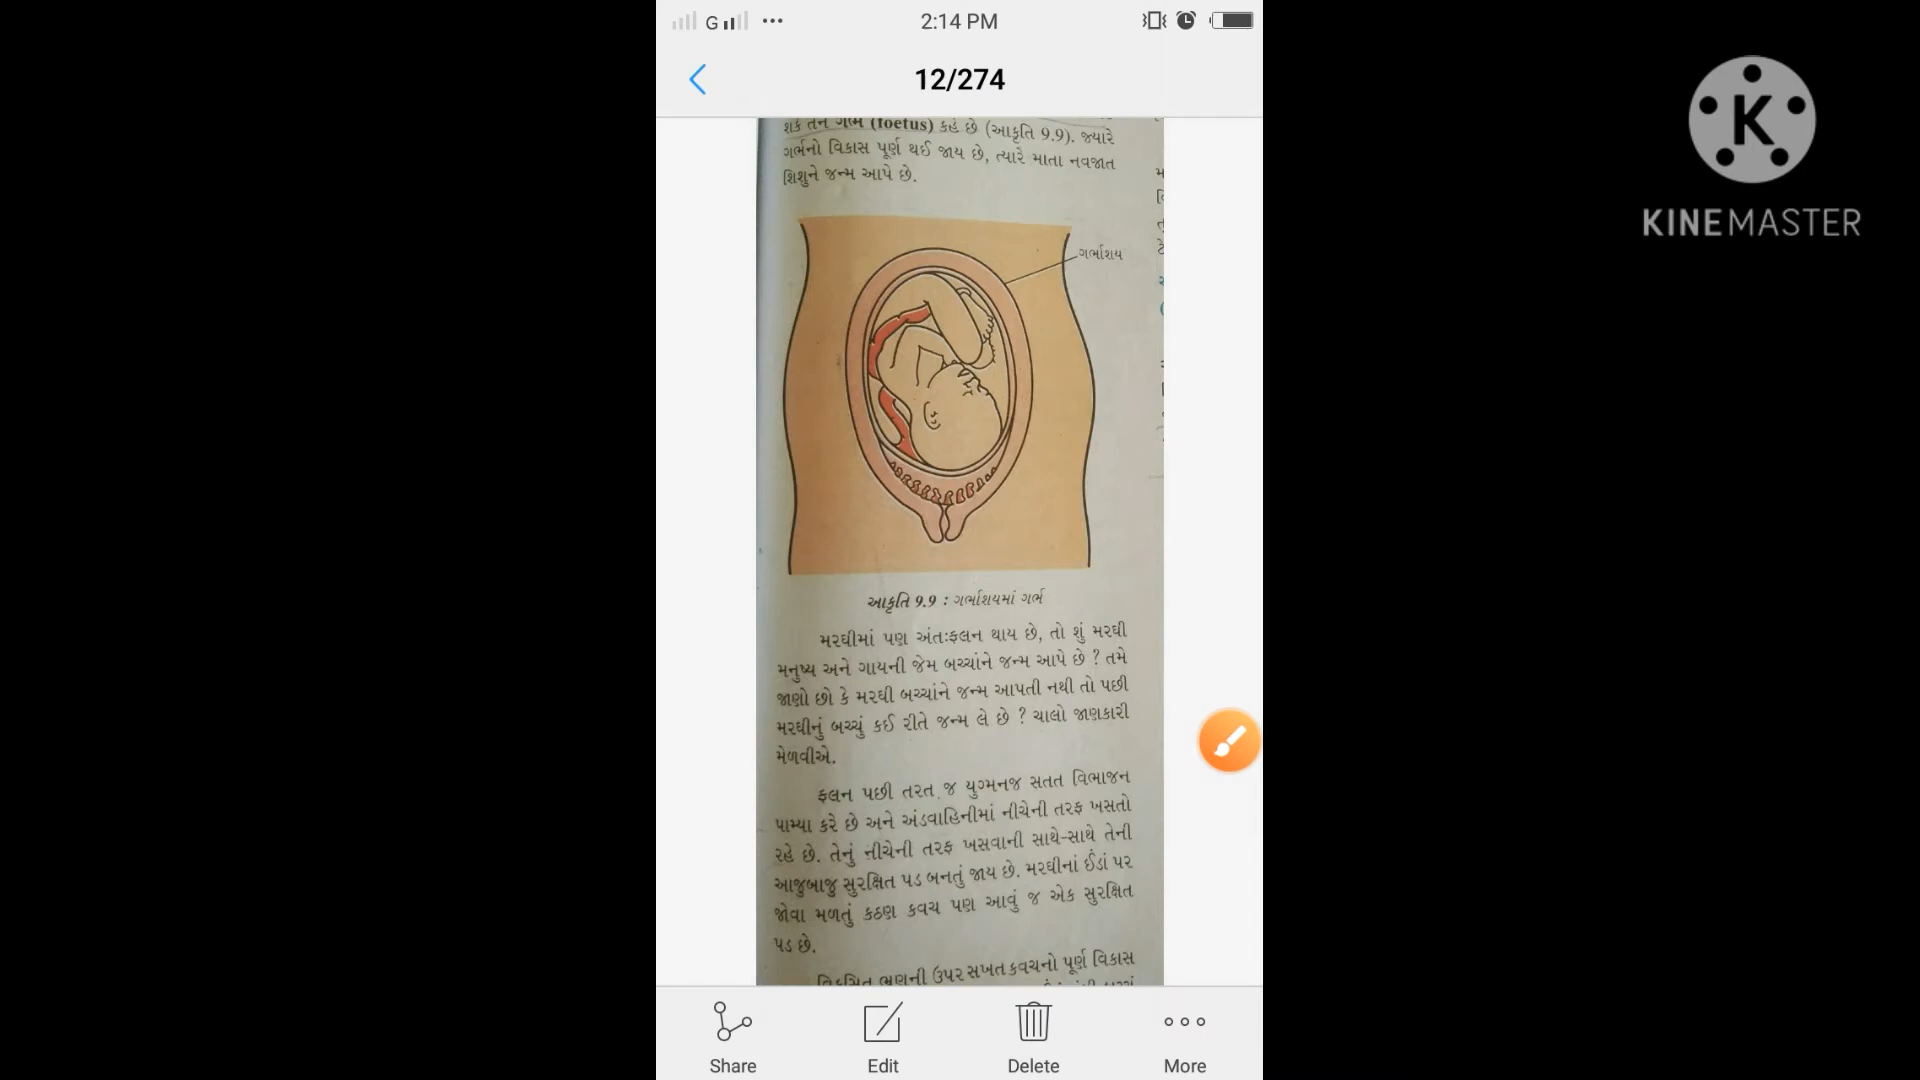 G
2:14 PM
12/274
KINEMASTER
શકે તેને ગર્ભ (foetus) કહે છે (આકૃતિ 9.9). જ્યારે
ગર્ભનો વિકાસ પૂર્ણ થઈ જાય છે, ત્યારે માતા નવજાત
શિશુને જન્મ આપે છે.
ગર્ભાશય
આકૃતિ 9.9 : ગર્ભાશયમાં ગર્ભ
મરઘીમાં પણ અંતઃફલન થાય છે, તો શું મરઘી
મનુષ્ય અને ગાયની જેમ બચ્ચાંને જન્મ આપે છે ? તમે
જાણો છો કે મરઘી બચ્ચાંને જન્મ આપતી નથી તો પછી
મરઘીનું બચ્ચું કઈ રીતે જન્મ લે છે ? ચાલો જાણકારી
મેળવીએ.
ફલન પછી તરત જ યુગ્મનજ સતત વિભાજન
પામ્યા કરે છે અને અંડવાહિનીમાં નીચેની તરફ ખસતો
રહે છે. તેનું નીચેની તરફ ખસવાની સાથે-સાથે તેની
આજુબાજુ સુરક્ષિત પડ બનતું જાય છે. મરઘીનાં ઈંડાં પર
જોવા મળતું કઠણ કવચ પણ આવું જ એક સુરક્ષિત
પડ છે.
વિકસિત ભ્રૂણની ઉપર સખત કવચનો પૂર્ણ વિકાસ
Share
Edit
Delete
More